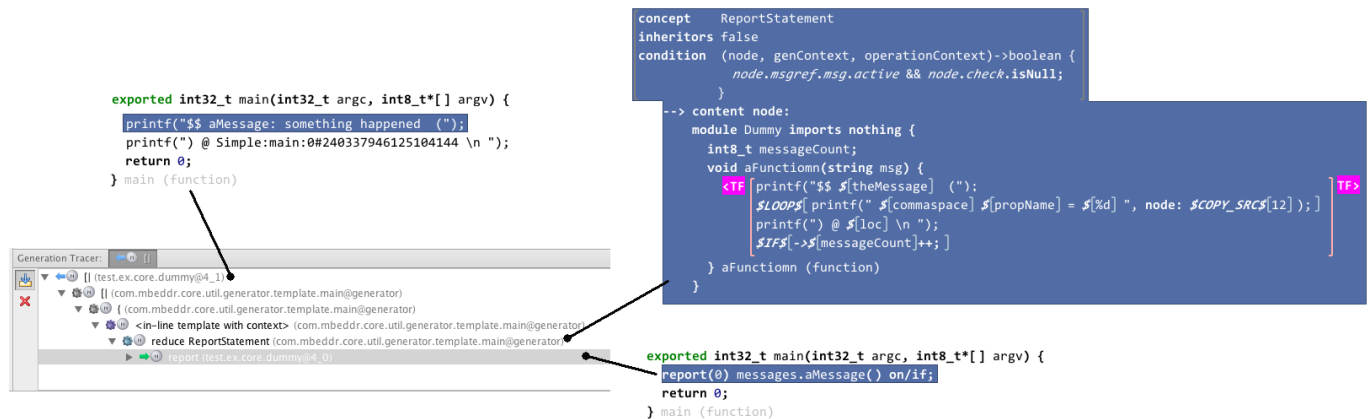 concept ReportStatement
inheritors false
condition (node, genContext, operationContext)->boolean {
node.msgref.msg.active && node.check.isNull;
}
--> content node:
module Dummy imports nothing {
int8_t messageCount;
void aFunctiomn(string msg) {
<TF [printf("$$ $[theMessage] ("); TF>
$LOOP$[printf(" $[commaspace] $[propName] = $[%d] ", node: $COPY_SRC$[12]);]
printf(") @ $[loc] \n ");
$IF$[->$[messageCount]++; ]
} aFunctiomn (function)
}
exported int32_t main(int32_t argc, int8_t*[] argv) {
printf("$$ aMessage: something happened (");
printf(") @ Simple:main:0#240337946125104144 \n ");
return 0;
} main (function)
Generation Tracer: [|
[| (test.ex.core.dummy@4_1)
[| (com.mbeddr.core.util.generator.template.main@generator)
{ (com.mbeddr.core.util.generator.template.main@generator)
<in-line template with context> (com.mbeddr.core.util.generator.template.main@generator)
reduce ReportStatement (com.mbeddr.core.util.generator.template.main@generator)
report (test.ex.core.dummy@4_0)
exported int32_t main(int32_t argc, int8_t*[] argv) {
report(0) messages.aMessage() on/if;
return 0;
} main (function)